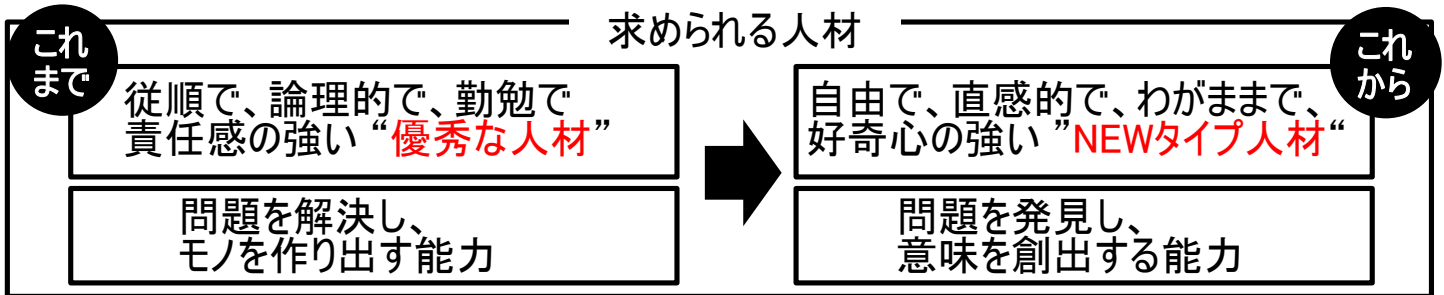 求められる人材
これ
まで
従順で、論理的で、勤勉で
責任感の強い “優秀な人材”
問題を解決し、
モノを作り出す能力
これ
から
自由で、直感的で、わがままで、
好奇心の強い ”NEWタイプ人材“
問題を発見し、
意味を創出する能力